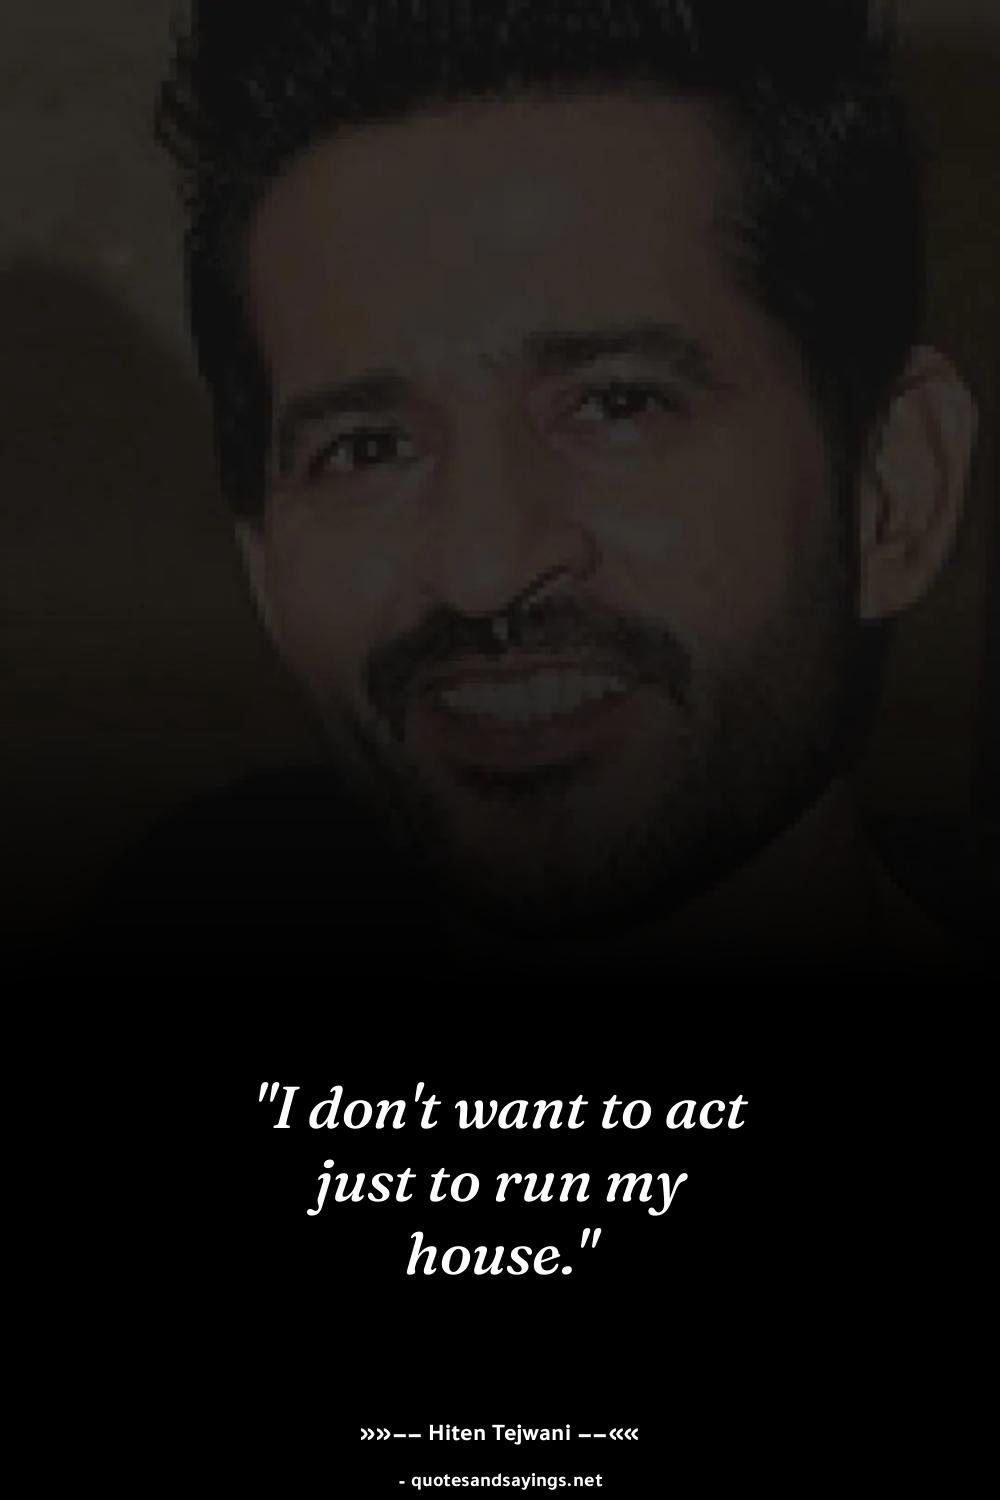 "I don't want to act
just to run my
house."
»»−− Hiten Tejwani −−««
- quotesandsayings.net